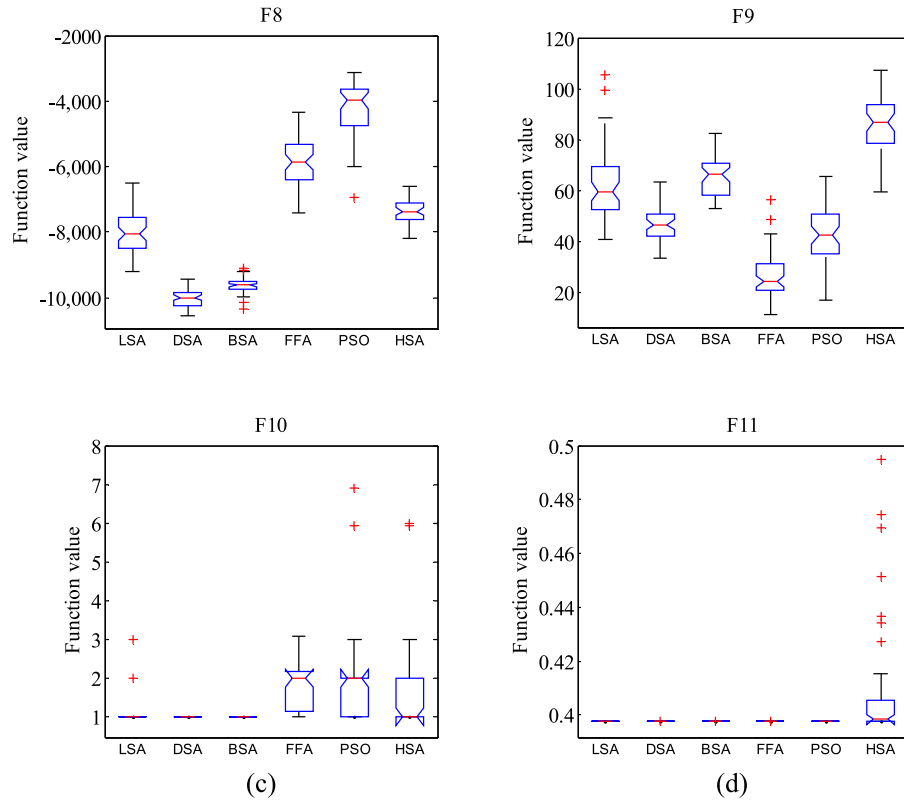 F8
Function value
-2000
-4,000
-6,000
-8,000
-10,000
LSA DSA BSA FFA PSO HSA
F9
Function value
120
100
80
60
40
20
LSA DSA BSA FFA PSO HSA
F10
Function value
8
7
6
5
4
3
2
1
LSA DSA BSA FFA PSO HSA
(c)
F11
Function value
0.5
0.48
0.46
0.44
0.42
0.4
LSA DSA BSA FFA PSO HSA
(d)